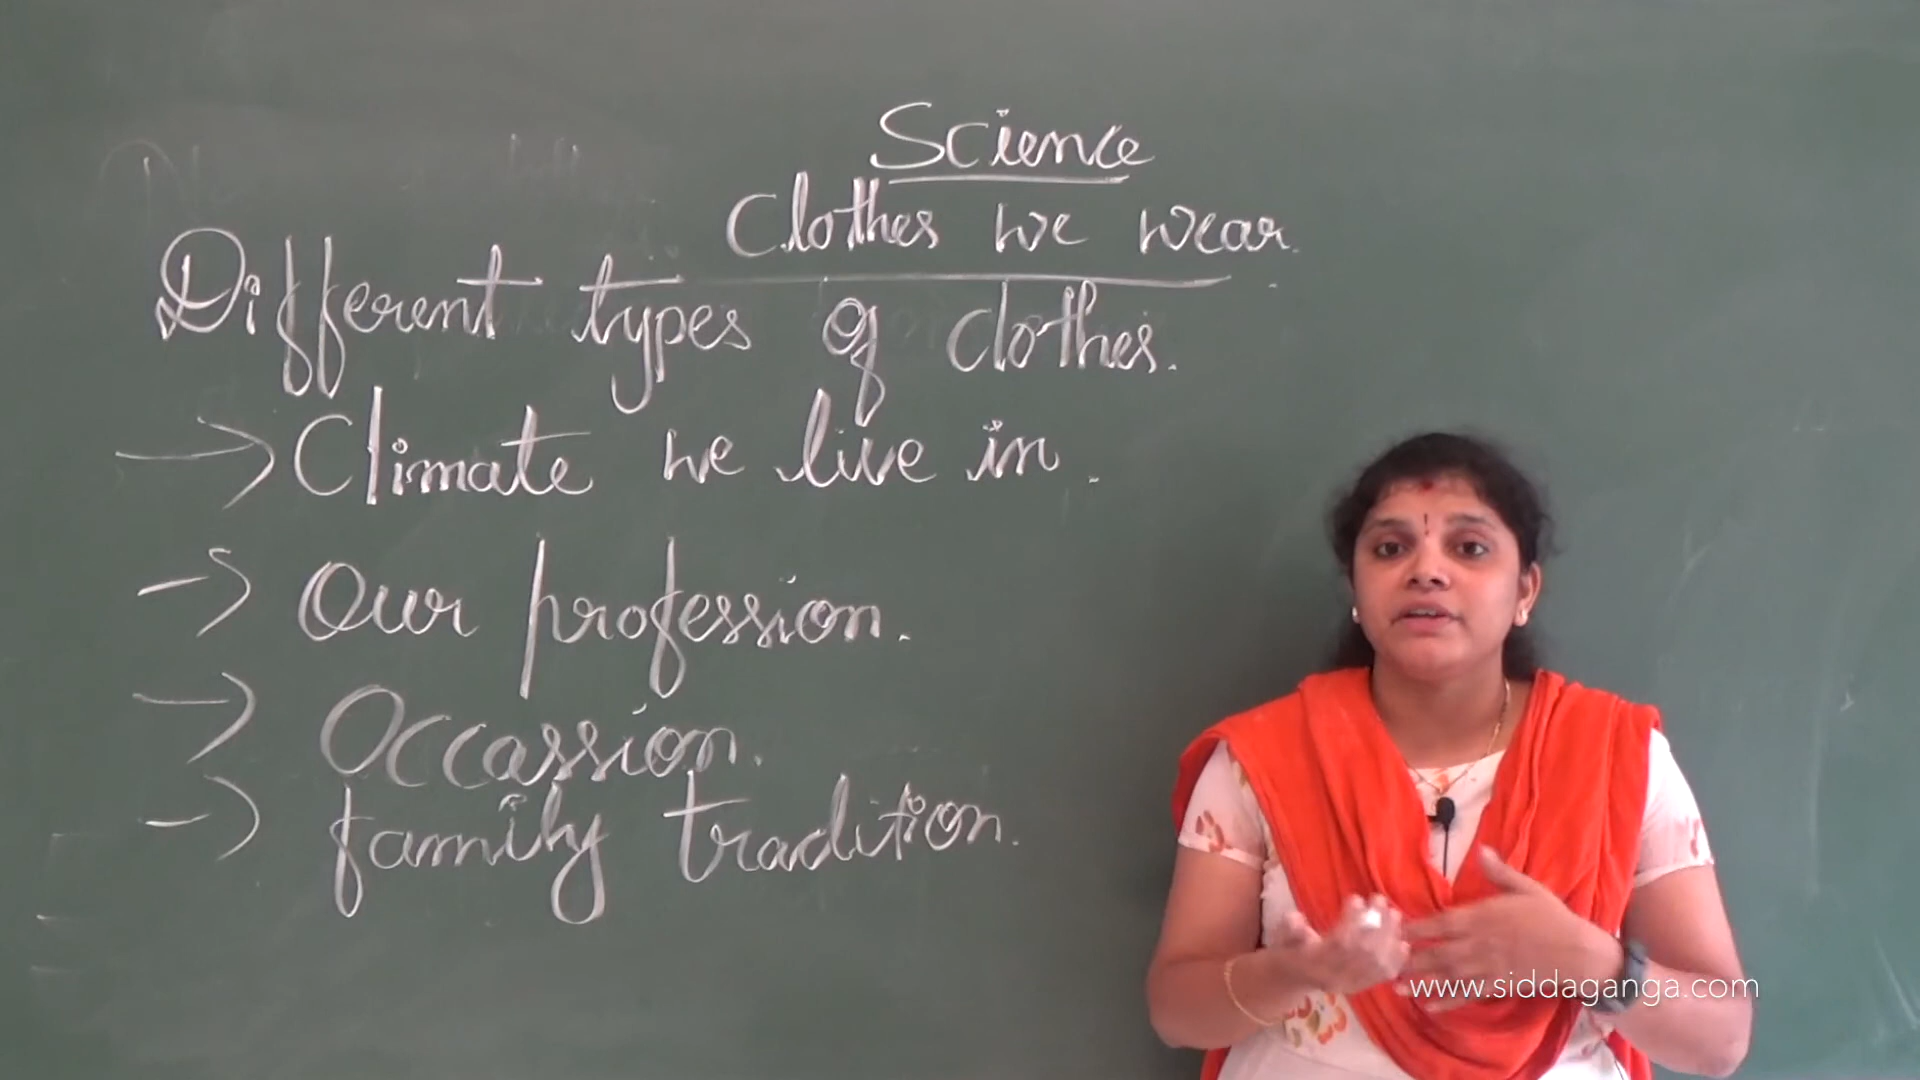 Science
Clothes we wear.
Different types of clothes.
→ Climate we live in.
→ Our profession.
→ Occassion.
→ family tradition.
www.siddaganga.com